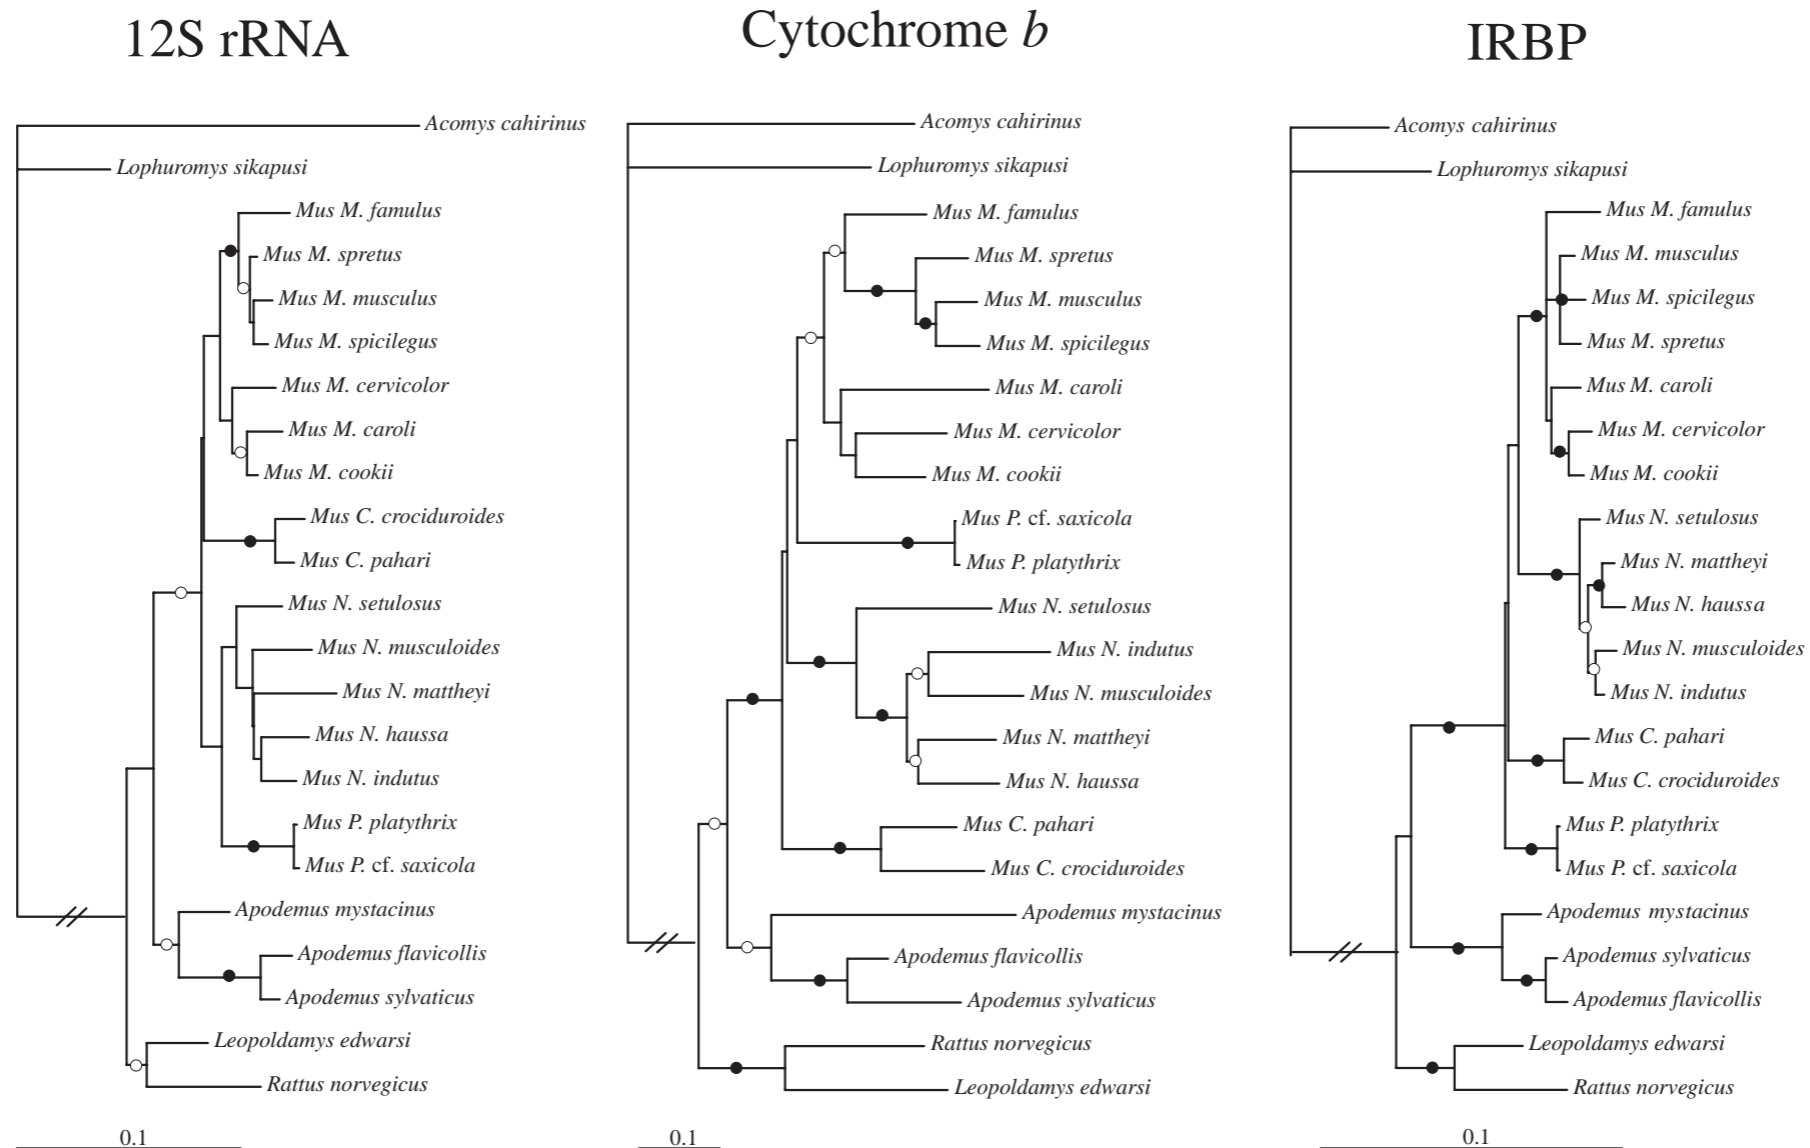 12S rRNA
Acomys cahirinus
Lophuromys sikapusi
Mus M. famulus
Mus M. spretus
Mus M. musculus
Mus M. spicilegus
Mus M. cervicolor
Mus M. caroli
Mus M. cookii
Mus C. crociduroides
Mus C. pahari
Mus N. setulosus
Mus N. musculoides
Mus N. mattheyi
Mus N. haussa
Mus N. indutus
Mus P. platythrix
Mus P. cf. saxicola
Apodemus mystacinus
Apodemus flavicollis
Apodemus sylvaticus
Leopoldamys edwarsi
Rattus norvegicus
0.1
Cytochrome b
Acomys cahirinus
Lophuromys sikapusi
Mus M. famulus
Mus M. spretus
Mus M. musculus
Mus M. spicilegus
Mus M. caroli
Mus M. cervicolor
Mus M. cookii
Mus P. cf. saxicola
Mus P. platythrix
Mus N. setulosus
Mus N. indutus
Mus N. musculoides
Mus N. mattheyi
Mus N. haussa
Mus C. pahari
Mus C. crociduroides
Apodemus mystacinus
Apodemus flavicollis
Apodemus sylvaticus
Rattus norvegicus
Leopoldamys edwarsi
0.1
IRBP
Acomys cahirinus
Lophuromys sikapusi
Mus M. famulus
Mus M. musculus
Mus M. spicilegus
Mus M. spretus
Mus M. caroli
Mus M. cervicolor
Mus M. cookii
Mus N. setulosus
Mus N. mattheyi
Mus N. haussa
Mus N. musculoides
Mus N. indutus
Mus C. pahari
Mus C. crociduroides
Mus P. platythrix
Mus P. cf. saxicola
Apodemus mystacinus
Apodemus sylvaticus
Apodemus flavicollis
Leopoldamys edwarsi
Rattus norvegicus
0.1